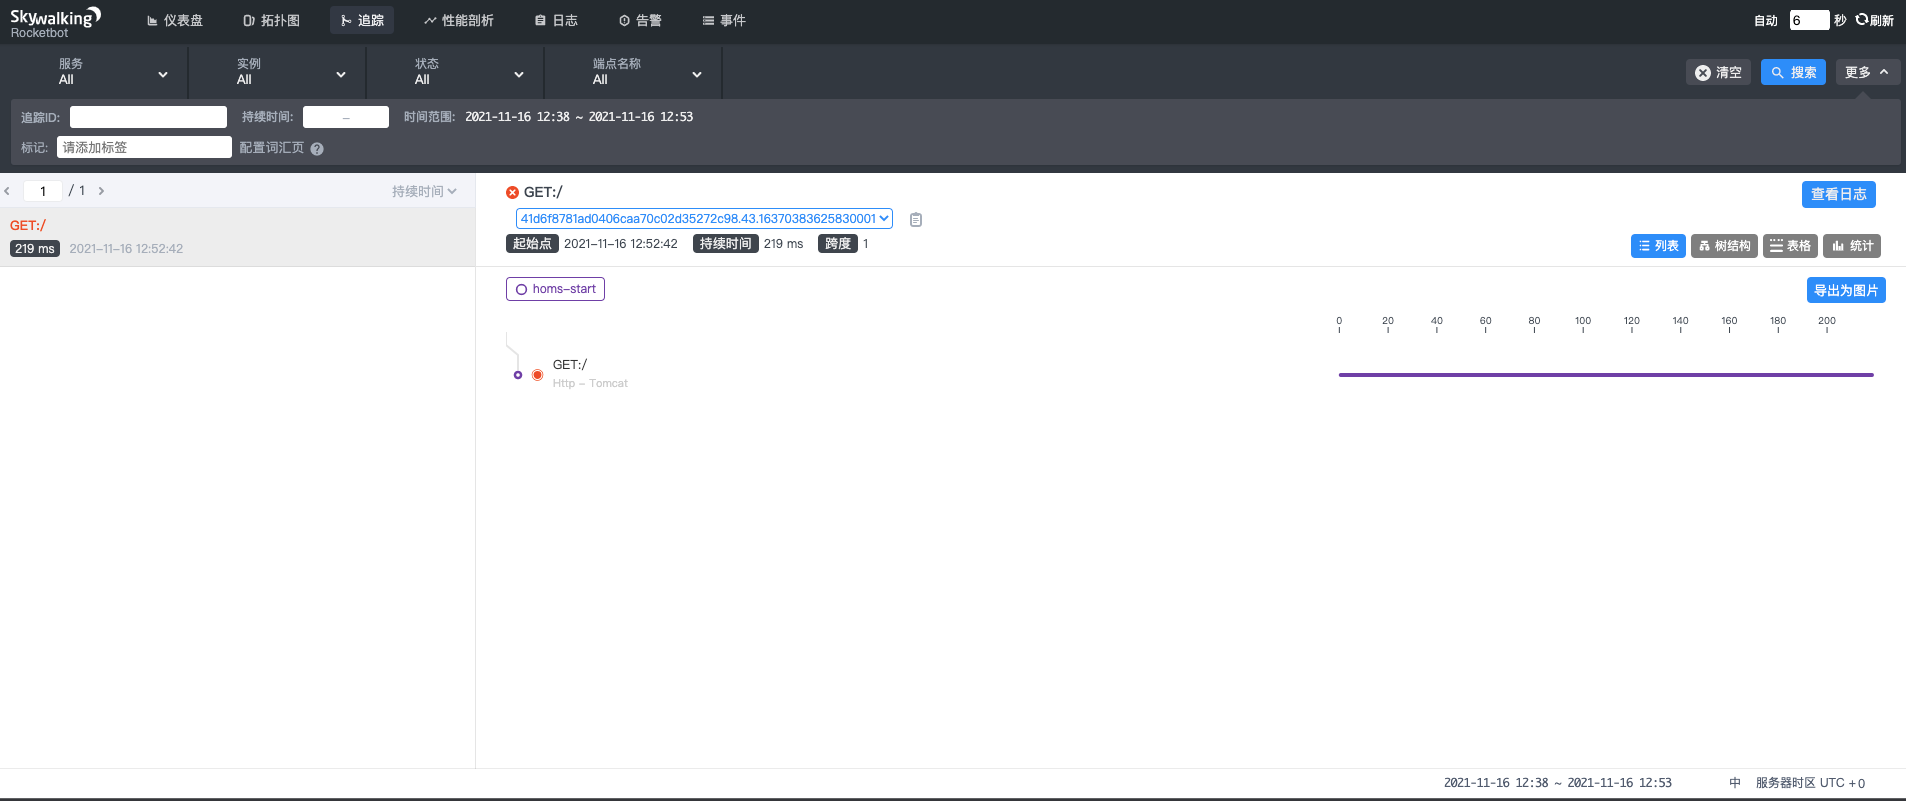 Skywalking
Rocketbot
仪表盘 拓扑图 追踪 性能剖析 日志 告警 事件
自动 6 秒 刷新
服务 All
实例 All
状态 All
端点名称 All
清空 搜索 更多
追踪ID: 持续时间: – 时间范围: 2021-11-16 12:38 ~ 2021-11-16 12:53
标记: 请添加标签 配置词汇页 ?
1 / 1 持续时间
GET:/
219 ms 2021-11-16 12:52:42
GET:/
查看日志
41d6f8781ad0406caa70c02d35272c98.43.16370383625830001
起始点 2021-11-16 12:52:42 持续时间 219 ms 跨度 1
列表 树结构 表格 统计
homs-start
导出为图片
0 20 40 60 80 100 120 140 160 180 200
GET:/
Http - Tomcat
2021-11-16 12:38 ~ 2021-11-16 12:53 中 服务器时区 UTC + 0